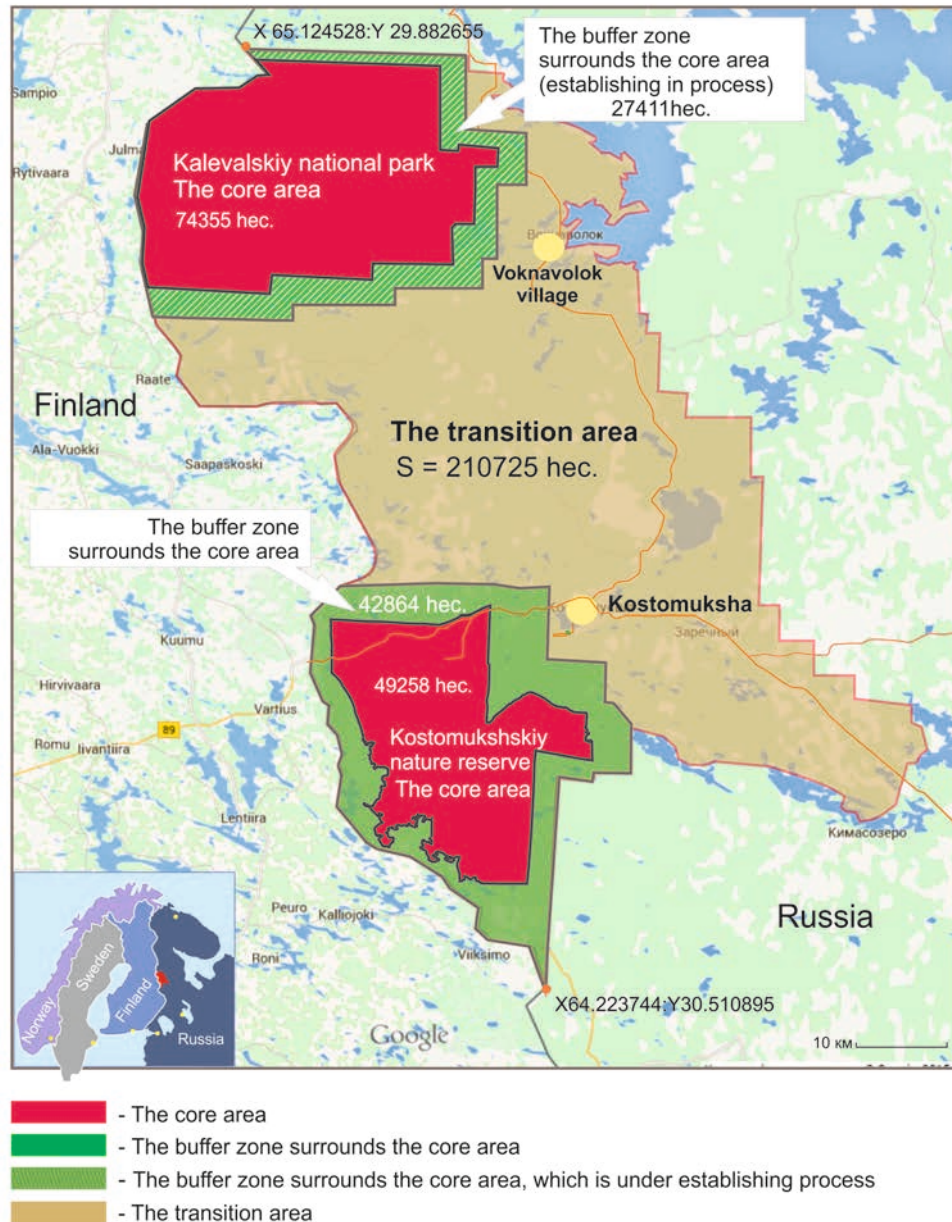 X 65.124528:Y 29.882655
The buffer zone
surrounds the core area
(establishing in process)
27411hec.
Sampio
Julma
Rytivaara
Kalevalskiy national park
The core area
74355 hec.
Voknavolok
village
Raate
Finland
Ala-Vuokki
Saapaskoski
The transition area
S = 210725 hec.
The buffer zone
surrounds the core area
42864 hec.
Kostomuksha
Заречный
Kuumu
Hirvivaara
49258 hec.
Vartius
89
Romu
Iivantiira
Kostomukshskiy
nature reserve
The core area
Lentiira
Кимасозеро
Peuro
Kalliojoki
Russia
Roni
Viiksimo
X64.223744:Y30.510895
Norway
Sweden
Finland
Russia
Google
10 км
- The core area
- The buffer zone surrounds the core area
- The buffer zone surrounds the core area, which is under establishing process
- The transition area